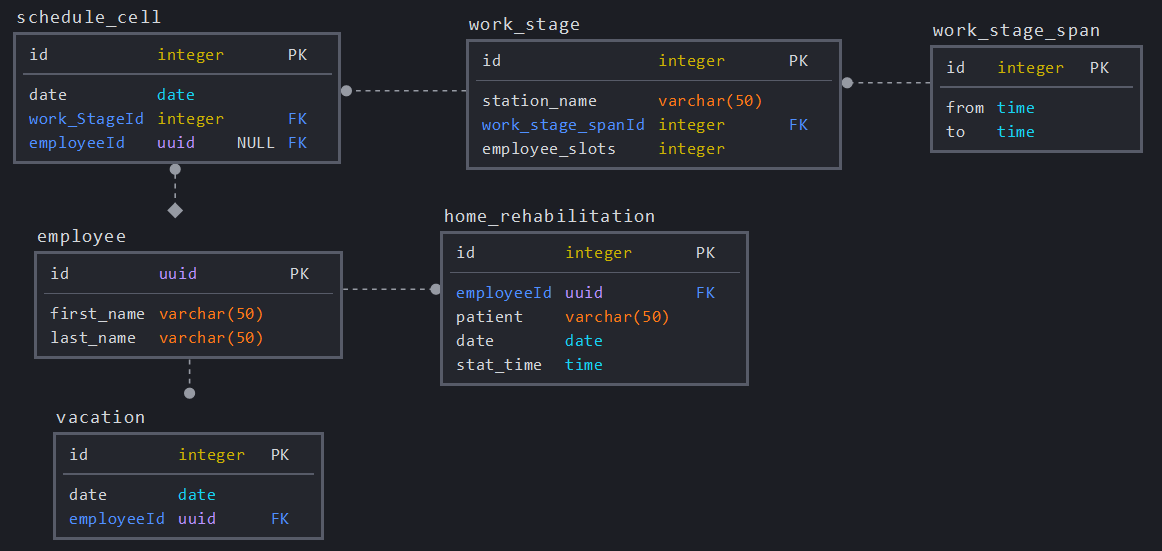 schedule_cell
id integer PK
date date
work_StageId integer FK
employeeId uuid NULL FK
work_stage
id integer PK
station_name varchar(50)
work_stage_spanId integer FK
employee_slots integer
work_stage_span
id integer PK
from time
to time
employee
id uuid PK
first_name varchar(50)
last_name varchar(50)
home_rehabilitation
id integer PK
employeeId uuid FK
patient varchar(50)
date date
stat_time time
vacation
id integer PK
date date
employeeId uuid FK